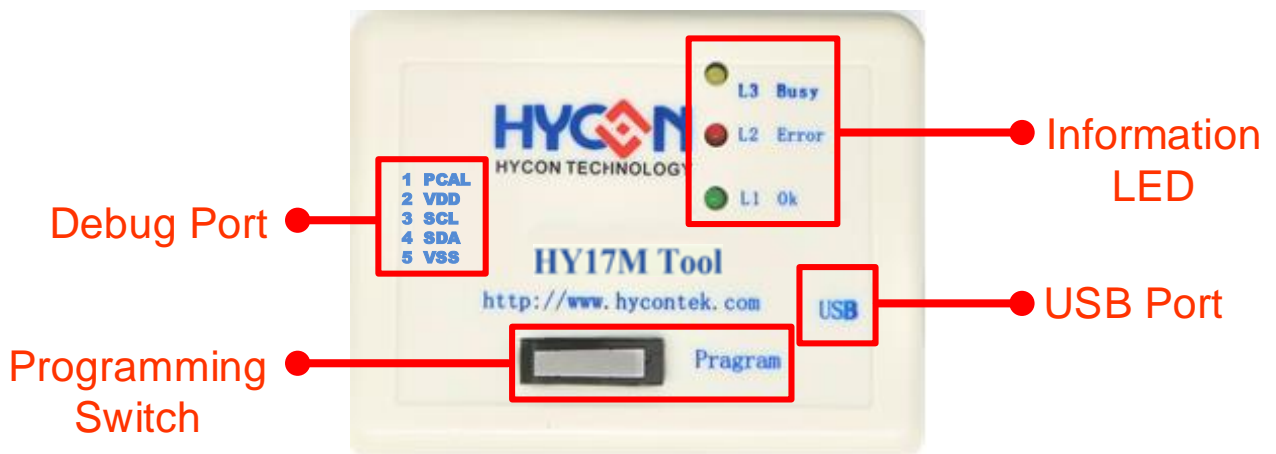 L3 Busy
HYCON
L2 Error
HYCON TECHNOLOGY
1 PCAL
2 VDD
3 SCL
4 SDA
5 VSS
L1 Ok
Information
LED
Debug Port
HY17M Tool
http://www.hycontek.com
USB
USB Port
Pragram
Programming
Switch